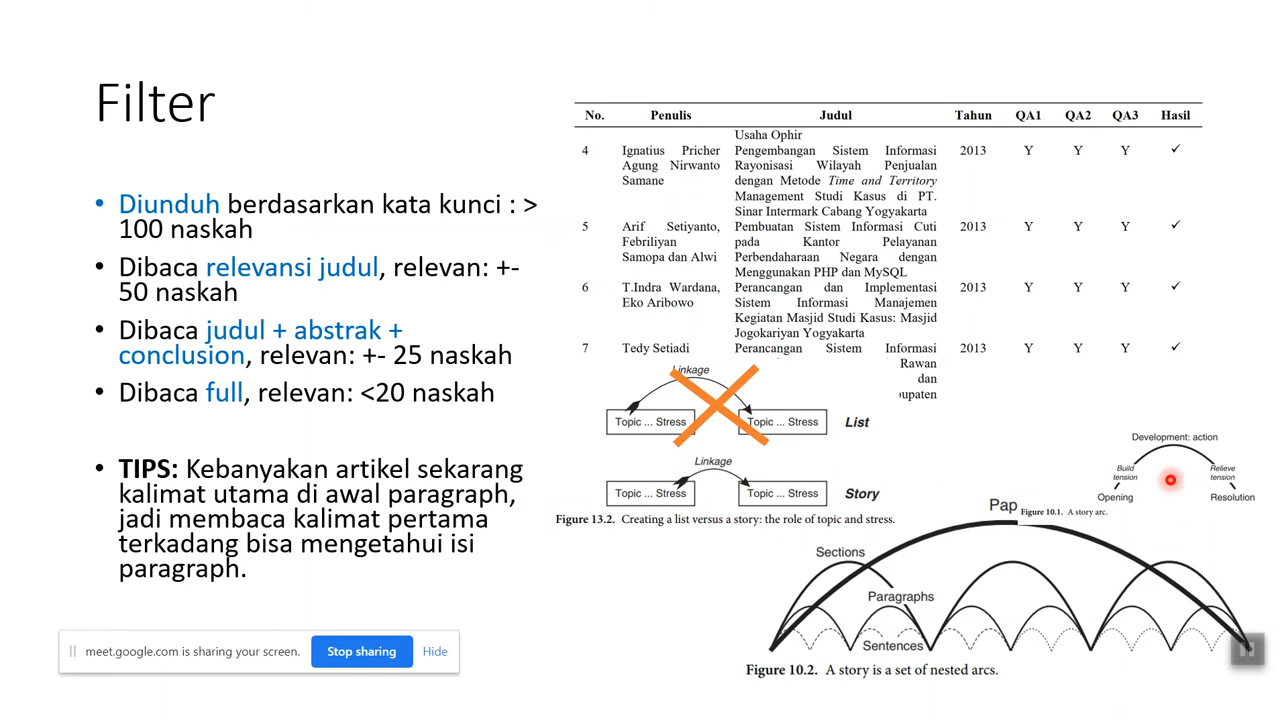 Filter
• Diunduh berdasarkan kata kunci : >
100 naskah
• Dibaca relevansi judul, relevan: +-
50 naskah
• Dibaca judul + abstrak +
conclusion, relevan: +- 25 naskah
• Dibaca full, relevan: <20 naskah
• TIPS: Kebanyakan artikel sekarang
kalimat utama di awal paragraph,
jadi membaca kalimat pertama
terkadang bisa mengetahui isi
paragraph.
meet.google.com is sharing your screen. Stop sharing Hide
No. Penulis Judul Tahun QA1 QA2 QA3 Hasil
Usaha Ophir
4 Ignatius Pricher Pengembangan Sistem Informasi 2013 Y Y Y ✓
Agung Nirwanto Rayonisasi Wilayah Penjualan
Samane dengan Metode Time and Territory
Management Studi Kasus di PT.
Sinar Intermark Cabang Yogyakarta
5 Arif Setiyanto, Pembuatan Sistem Informasi Cuti 2013 Y Y Y ✓
Febriliyan pada Kantor Pelayanan
Samopa dan Alwi Perbendaharaan Negara dengan
Menggunakan PHP dan MySQL
6 T.Indra Wardana, Perancangan dan Implementasi 2013 Y Y Y ✓
Eko Aribowo Sistem Informasi Manajemen
Kegiatan Masjid Studi Kasus: Masjid
Jogokariyan Yogyakarta
7 Tedy Setiadi Perancangan Sistem Informasi 2013 Y Y Y ✓
Rawan
dan
upaten
Linkage
Topic ... Stress Topic ... Stress List
Linkage
Topic ... Stress Topic ... Stress Story
Figure 13.2. Creating a list versus a story: the role of topic and stress.
Development: action
Build Relieve
tension tension
Opening Resolution
Figure 10.1. A story arc.
Pap
Sections
Paragraphs
Sentences
Figure 10.2. A story is a set of nested arcs.